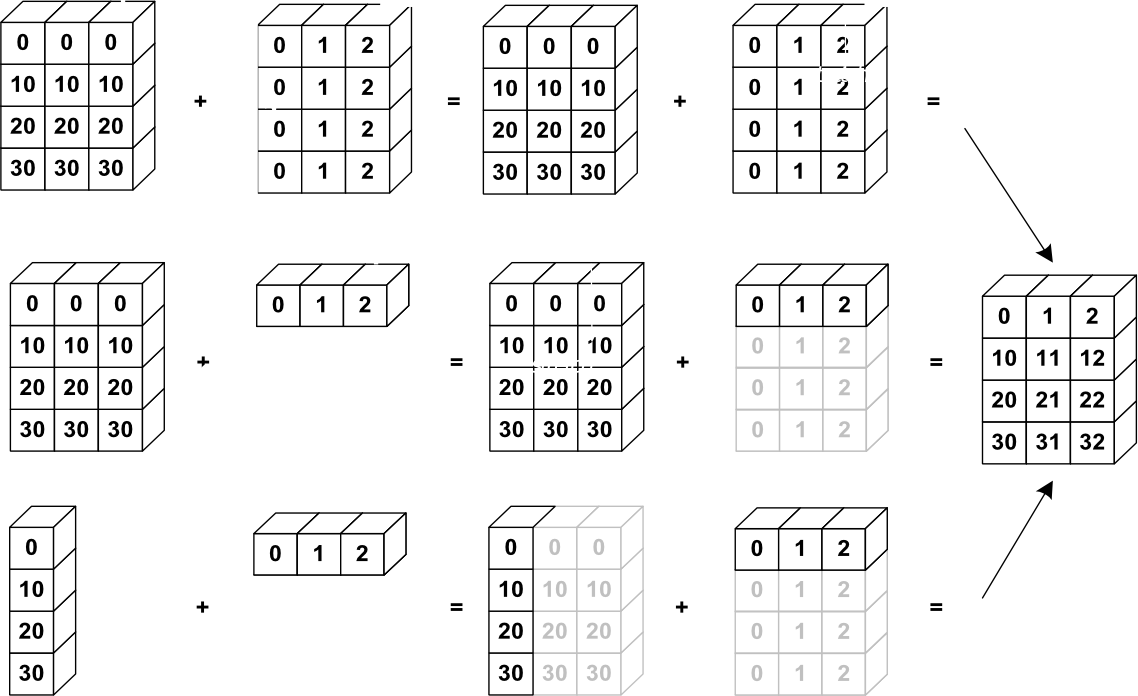 0 0 0 0 1 2 0 0 0 0 1 2
10 10 10 0 1 2 10 10 10 0 1 2
+ = + =
20 20 20 0 1 2 20 20 20 0 1 2
30 30 30 0 1 2 30 30 30 0 1 2
0 0 0 0 1 2 0 0 0 0 1 2
0 1 2
10 10 10 10 10 10 0 1 2
10 11 12
+ = + =
20 20 20 20 20 20 0 1 2
20 21 22
30 30 30 30 30 30 0 1 2
30 31 32
0 0 1 2 0 0 0 0 1 2
10 10 10 10 0 1 2
+ = + =
20 20 20 20 0 1 2
30 30 30 30 0 1 2